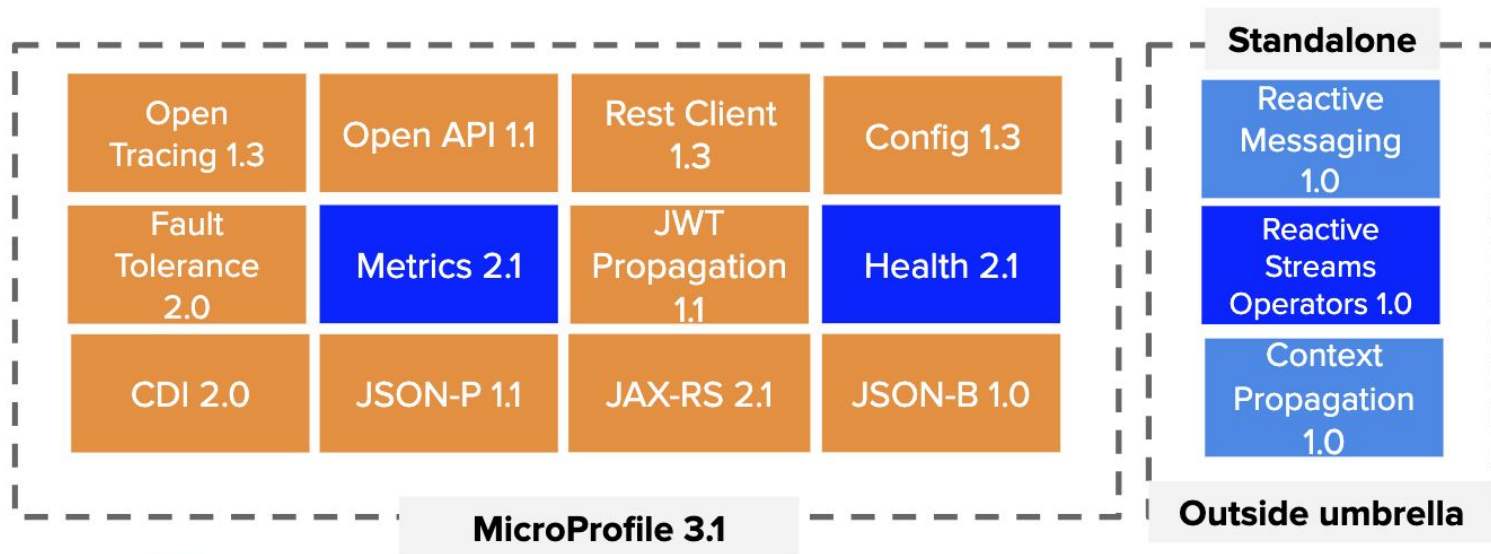 Standalone
Open
Tracing 1.3
Open API 1.1
Rest Client
1.3
Config 1.3
Reactive
Messaging
1.0
Fault
Tolerance
2.0
Metrics 2.1
JWT
Propagation
1.1
Health 2.1
Reactive
Streams
Operators 1.0
CDI 2.0
JSON-P 1.1
JAX-RS 2.1
JSON-B 1.0
Context
Propagation
1.0
MicroProfile 3.1
Outside umbrella